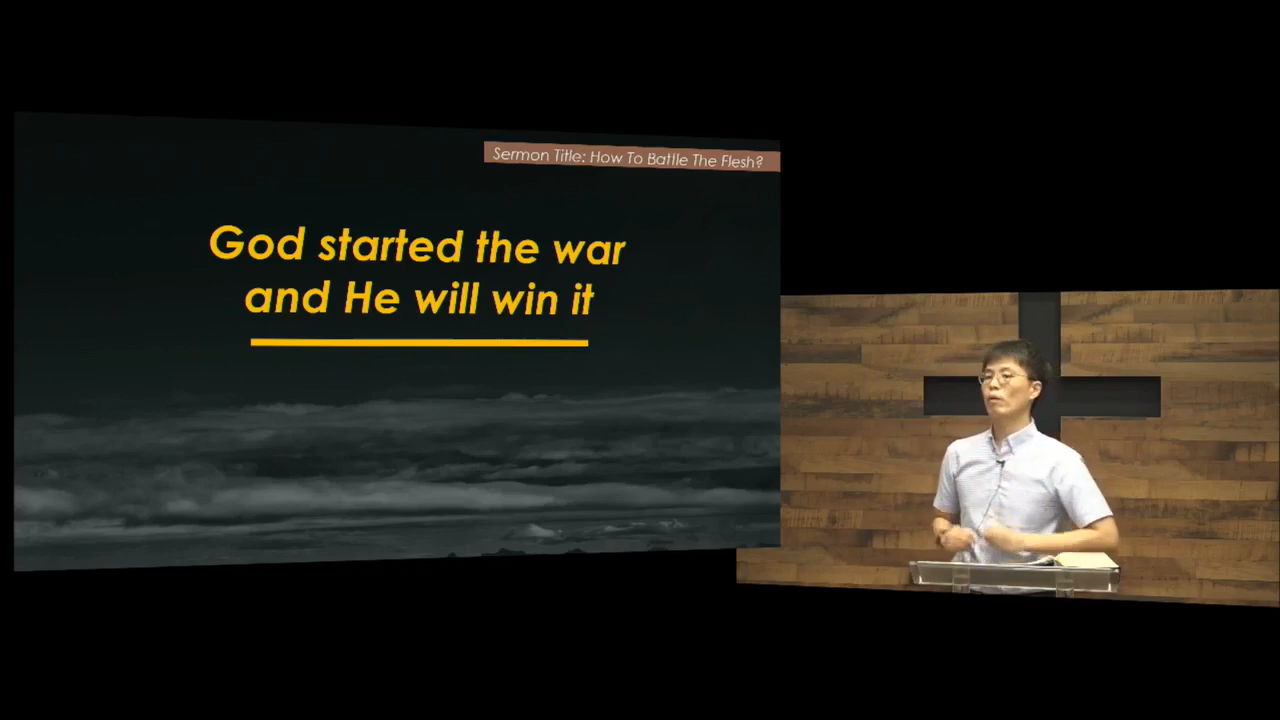 Sermon Title: How To Battle The Flesh?
God started the war
and He will win it